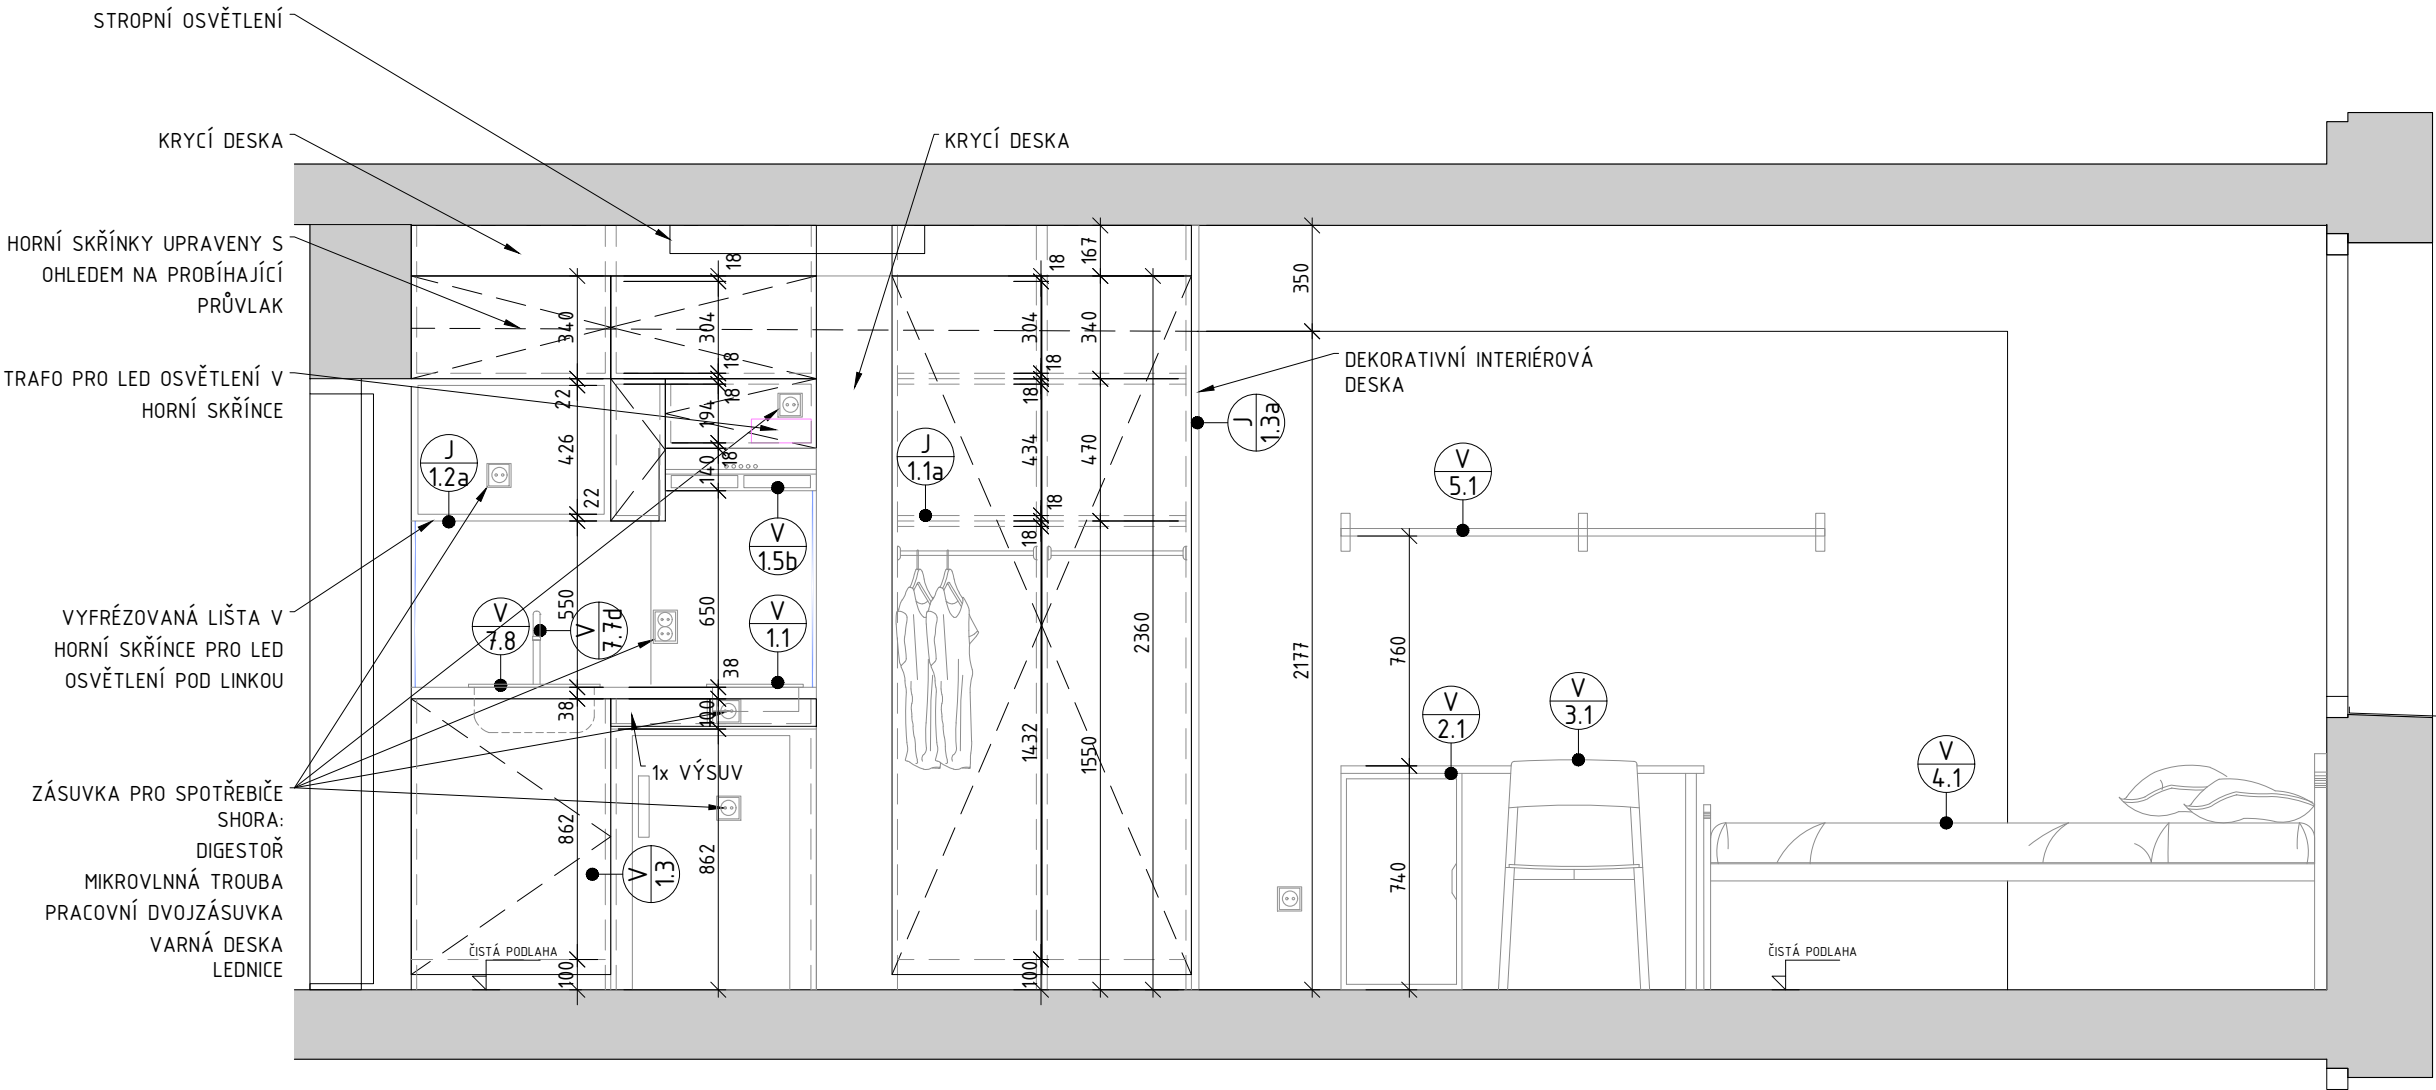 STROPNÍ OSVĚTLENÍ
KRYCÍ DESKA
KRYCÍ DESKA
HORNÍ SKŘÍNKY UPRAVENY S
OHLEDEM NA PROBÍHAJÍCÍ
PRŮVLAK
TRAFO PRO LED OSVĚTLENÍ V
HORNÍ SKŘÍNCE
DEKORATIVNÍ INTERIÉROVÁ
DESKA
VYFRÉZOVANÁ LIŠTA V
HORNÍ SKŘÍNCE PRO LED
OSVĚTLENÍ POD LINKOU
ZÁSUVKA PRO SPOTŘEBIČE
SHORA:
DIGESTOŘ
MIKROVLNNÁ TROUBA
PRACOVNÍ DVOJZÁSUVKA
VARNÁ DESKA
LEDNICE
1x VÝSUV
ČISTÁ PODLAHA
ČISTÁ PODLAHA
J
1.2a
V
7.8
V
7.7d
V
1.5b
V
1.1
V
1.3
J
1.1a
J
1.3a
V
5.1
V
2.1
V
3.1
V
4.1
340
22
426
22
550
38
862
100
18
304
18
18
194
18
140
650
38
100
862
18
304
18
18
434
18
18
1432
100
167
340
470
1550
2360
350
2177
760
740